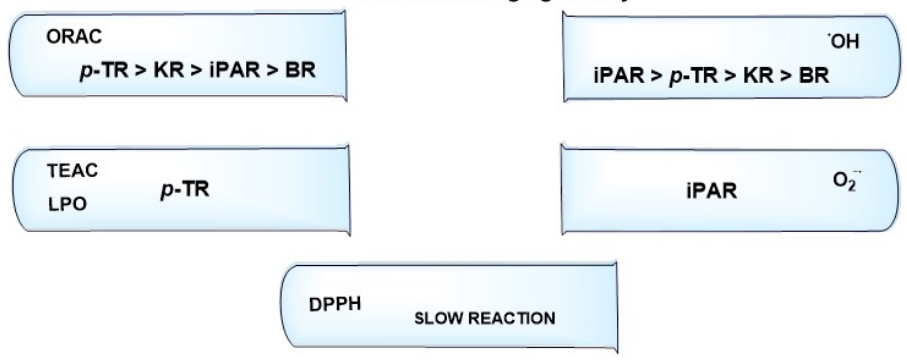 ORAC
p-TR > KR > iPAR > BR
˙OH
iPAR > p-TR > KR > BR
TEAC
LPO
p-TR
iPAR
O₂˙⁻
DPPH
SLOW REACTION